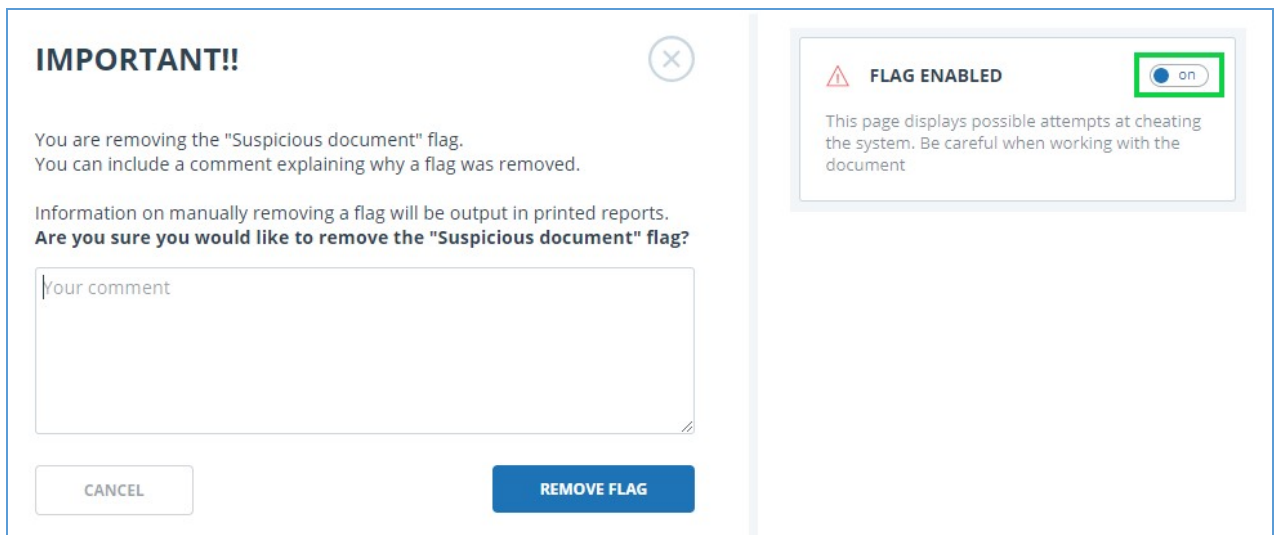 IMPORTANT!!
You are removing the "Suspicious document" flag.
You can include a comment explaining why a flag was removed.
Information on manually removing a flag will be output in printed reports.
Are you sure you would like to remove the "Suspicious document" flag?
Your comment
CANCEL
REMOVE FLAG
FLAG ENABLED
on
This page displays possible attempts at cheating
the system. Be careful when working with the
document